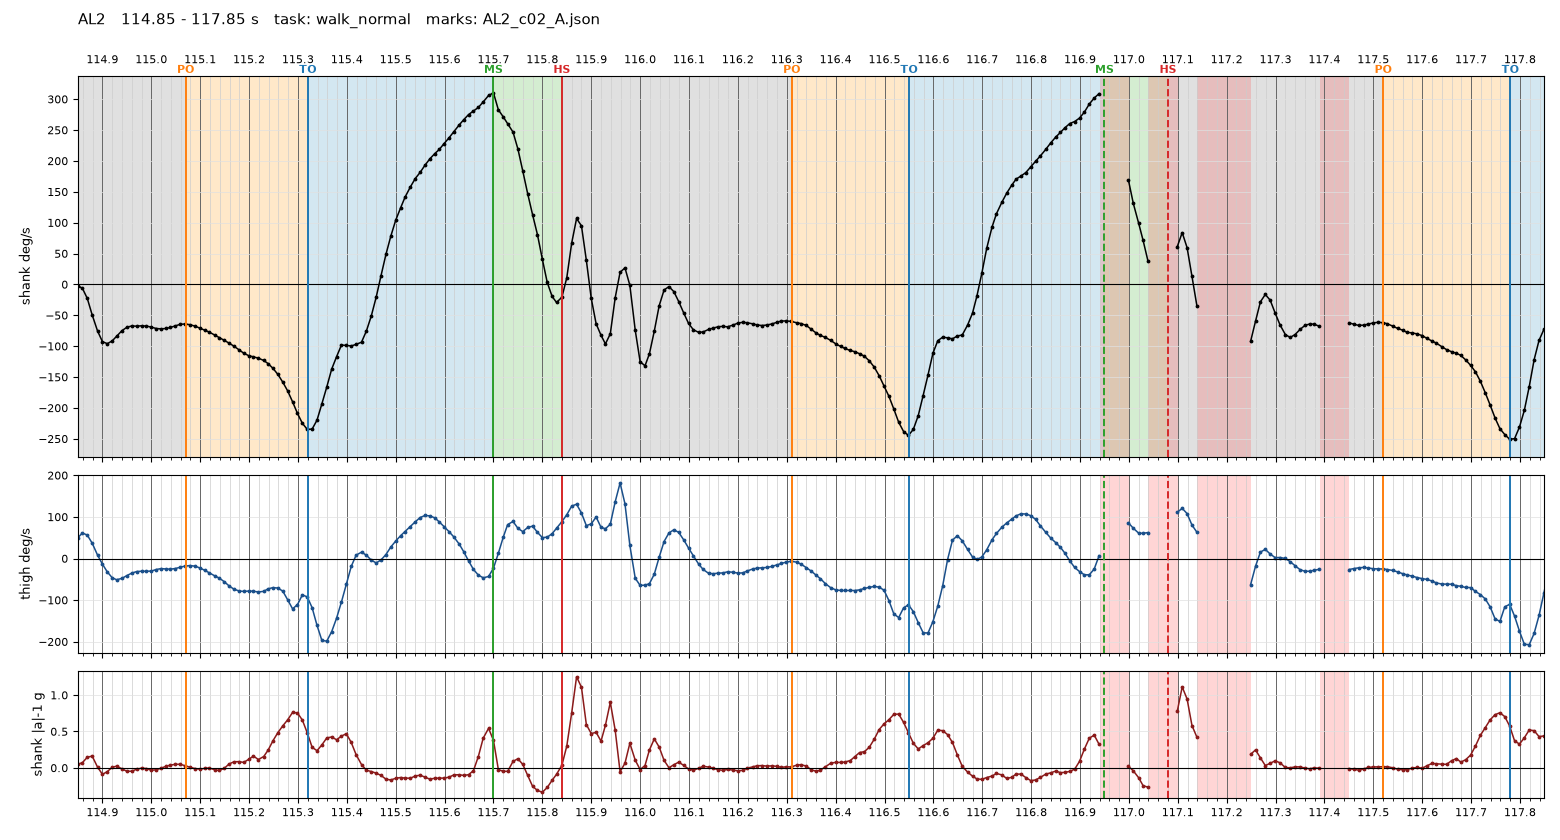 AL2   114.85 - 117.85 s   task: walk_normal   marks: AL2_c02_A.json
114.9 115.0 115.1 115.2 115.3 115.4 115.5 115.6 115.7 115.8 115.9 116.0 116.1 116.2 116.3 116.4 116.5 116.6 116.7 116.8 116.9 117.0 117.1 117.2 117.3 117.4 117.5 117.6 117.7 117.8
PO TO MS HS PO TO MS HS PO TO
shank deg/s
300
250
200
150
100
50
0
−50
−100
−150
−200
−250
thigh deg/s
200
100
0
−100
−200
shank |a|-1 g
1.0
0.5
0.0
114.9 115.0 115.1 115.2 115.3 115.4 115.5 115.6 115.7 115.8 115.9 116.0 116.1 116.2 116.3 116.4 116.5 116.6 116.7 116.8 116.9 117.0 117.1 117.2 117.3 117.4 117.5 117.6 117.7 117.8